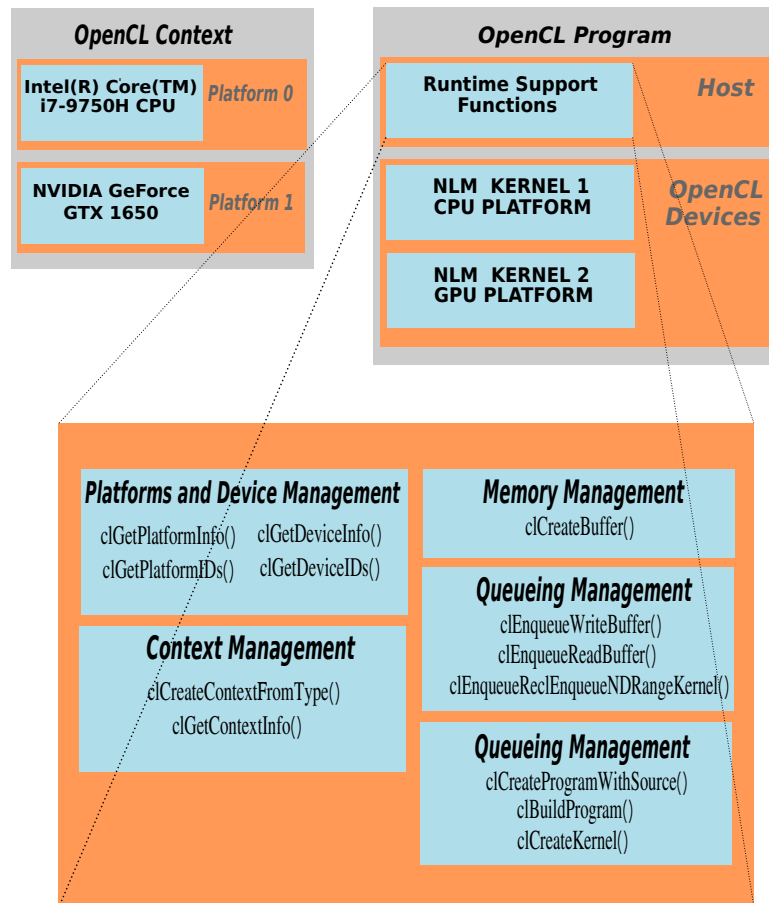 OpenCL Context
Intel(R) Core(TM)
i7-9750H CPU
Platform 0
NVIDIA GeForce
GTX 1650
Platform 1
OpenCL Program
Runtime Support
Functions
Host
NLM KERNEL 1
CPU PLATFORM
OpenCL
Devices
NLM KERNEL 2
GPU PLATFORM
Platforms and Device Management
clGetPlatformInfo() clGetDeviceInfo()
clGetPlatformIDs() clGetDeviceIDs()
Context Management
clCreateContextFromType()
clGetContextInfo()
Memory Management
clCreateBuffer()
Queueing Management
clEnqueueWriteBuffer()
clEnqueueReadBuffer()
clEnqueueReclEnqueueNDRangeKernel()
Queueing Management
clCreateProgramWithSource()
clBuildProgram()
clCreateKernel()